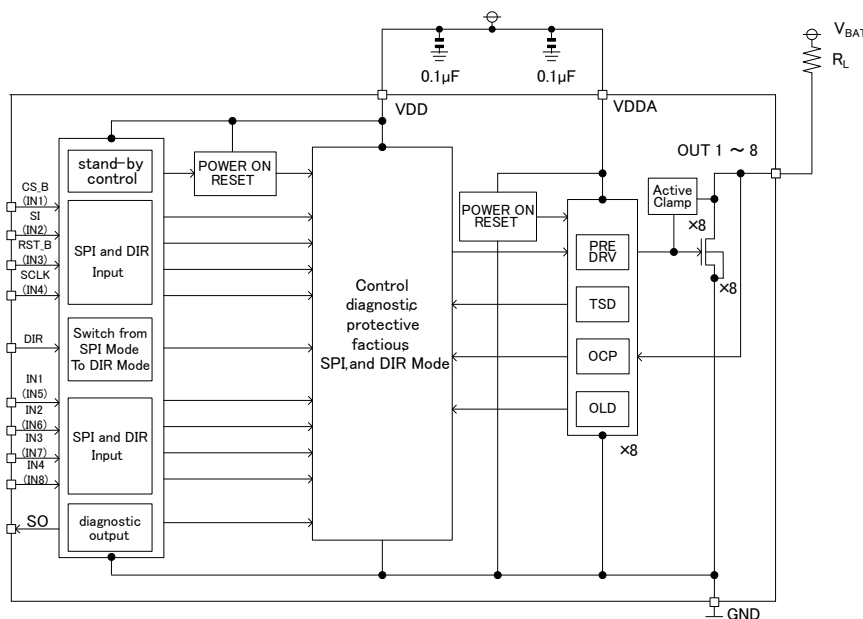 V_BAT
R_L
0.1µF
0.1µF
VDD
VDDA
OUT 1 ~ 8
stand-by
control
POWER ON
RESET
CS_B
(IN1)
SI
(IN2)
RST_B
(IN3)
SCLK
(IN4)
SPI and DIR
Input
Control
diagnostic,
protective
factious
SPI,and DIR Mode
POWER ON
RESET
Active
Clamp
×8
PRE
DRV
×8
TSD
DIR
Switch from
SPI Mode
To DIR Mode
OCP
IN1
(IN5)
IN2
(IN6)
IN3
(IN7)
IN4
(IN8)
SPI and DIR
Input
OLD
×8
SO
diagnostic
output
GND